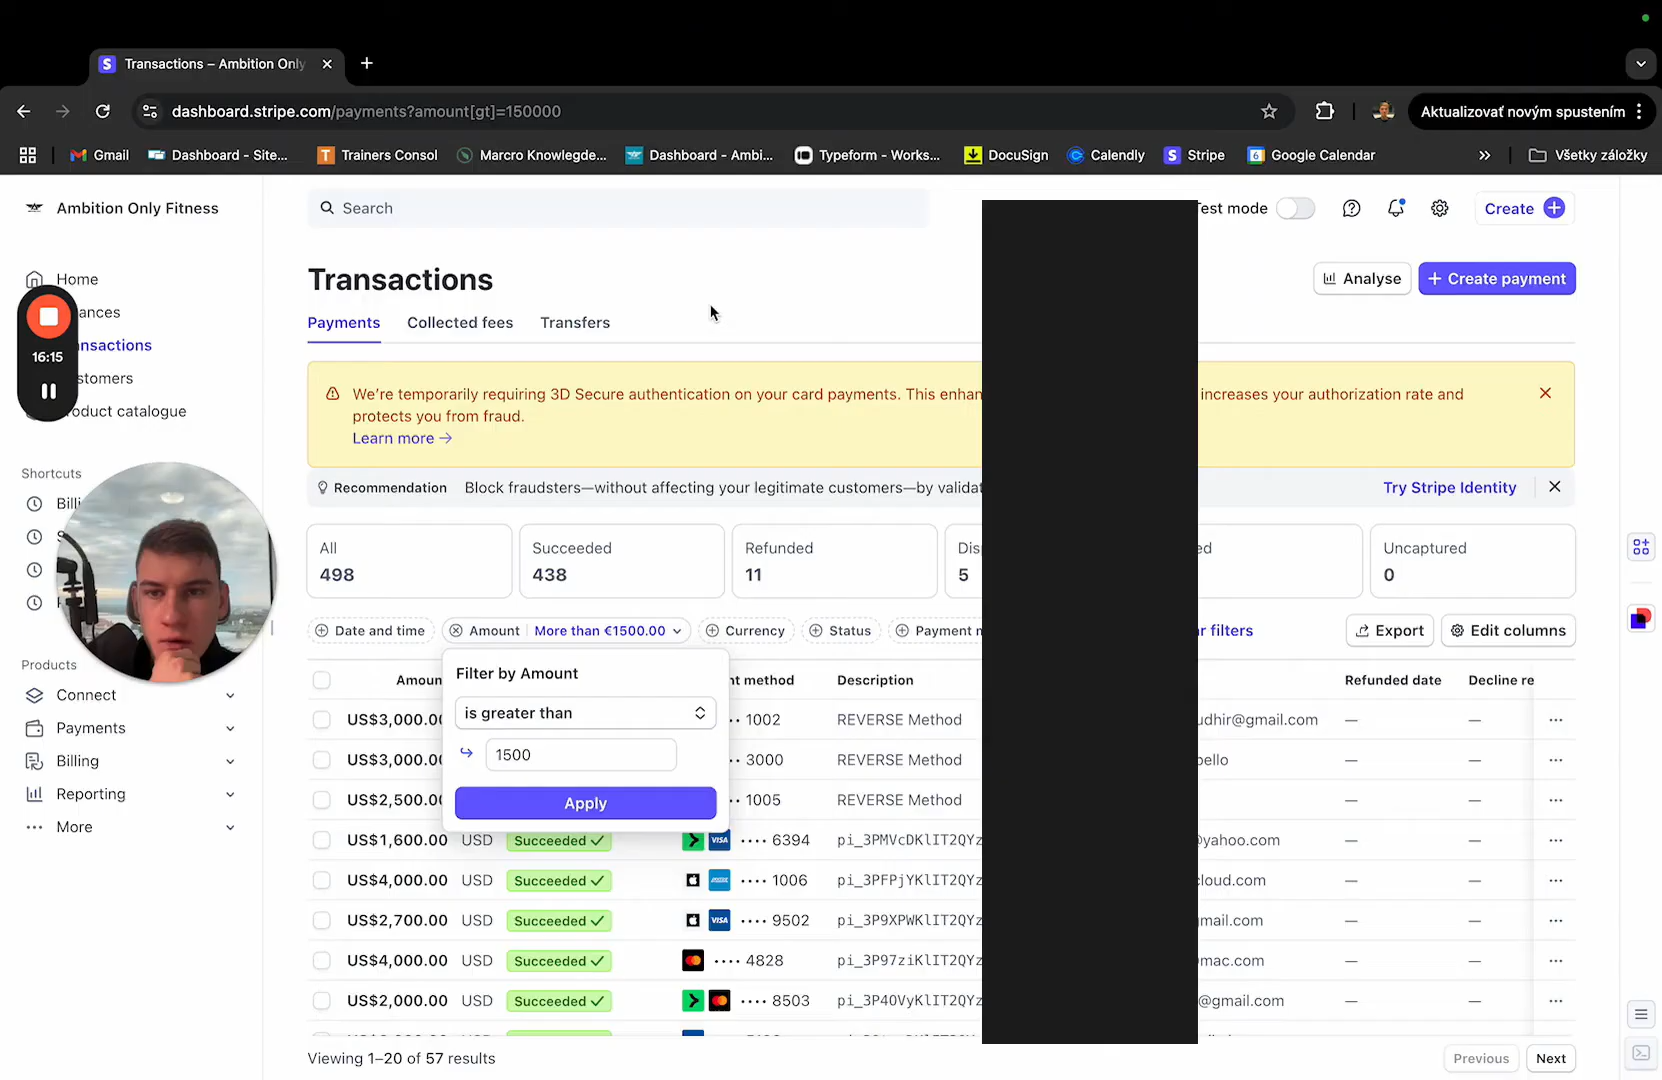 Transactions – Ambition Only
dashboard.stripe.com/payments?amount[gt]=150000
Aktualizovať novým spustením
Gmail
Dashboard - Site...
Trainers Consol
Marcro Knowlegde...
Dashboard - Ambi...
Typeform - Works...
DocuSign
Calendly
Stripe
Google Calendar
Všetky záložky
Ambition Only Fitness
Search
est mode
Create
Home
Transactions
Analyse
Create payment
ances
nsactions
16:15
stomers
roduct catalogue
Payments
Collected fees
Transfers
We're temporarily requiring 3D Secure authentication on your card payments. This enhan
increases your authorization rate and
protects you from fraud.
Learn more →
Shortcuts
Billi
Recommendation
Block fraudsters—without affecting your legitimate customers—by validat
Try Stripe Identity
All
498
Succeeded
438
Refunded
11
Dis
5
ed
Uncaptured
0
Date and time
Amount
More than €1500.00
Currency
Status
Payment m
r filters
Export
Edit columns
Filter by Amount
is greater than
1500
Apply
Products
Connect
Payments
Billing
Reporting
More
Amoun
nt method
Description
Refunded date
Decline re
US$3,000.0
•• 1002
REVERSE Method
udhir@gmail.com
—
—
US$3,000.0
•• 3000
REVERSE Method
bello
—
—
US$2,500.0
•• 1005
REVERSE Method
—
—
US$1,600.00 USD Succeeded
VISA
•••• 6394
pi_3PMVcDKlIT2QYz
@yahoo.com
—
—
US$4,000.00 USD Succeeded
•••• 1006
pi_3PFPjYKlIT2QYz
cloud.com
—
—
US$2,700.00 USD Succeeded
VISA
•••• 9502
pi_3P9XPWKlIT2QYz
mail.com
—
—
US$4,000.00 USD Succeeded
•••• 4828
pi_3P97ziKlIT2QYz
mac.com
—
—
US$2,000.00 USD Succeeded
•••• 8503
pi_3P4OVyKlIT2QYz
@gmail.com
—
—
Viewing 1–20 of 57 results
Previous
Next